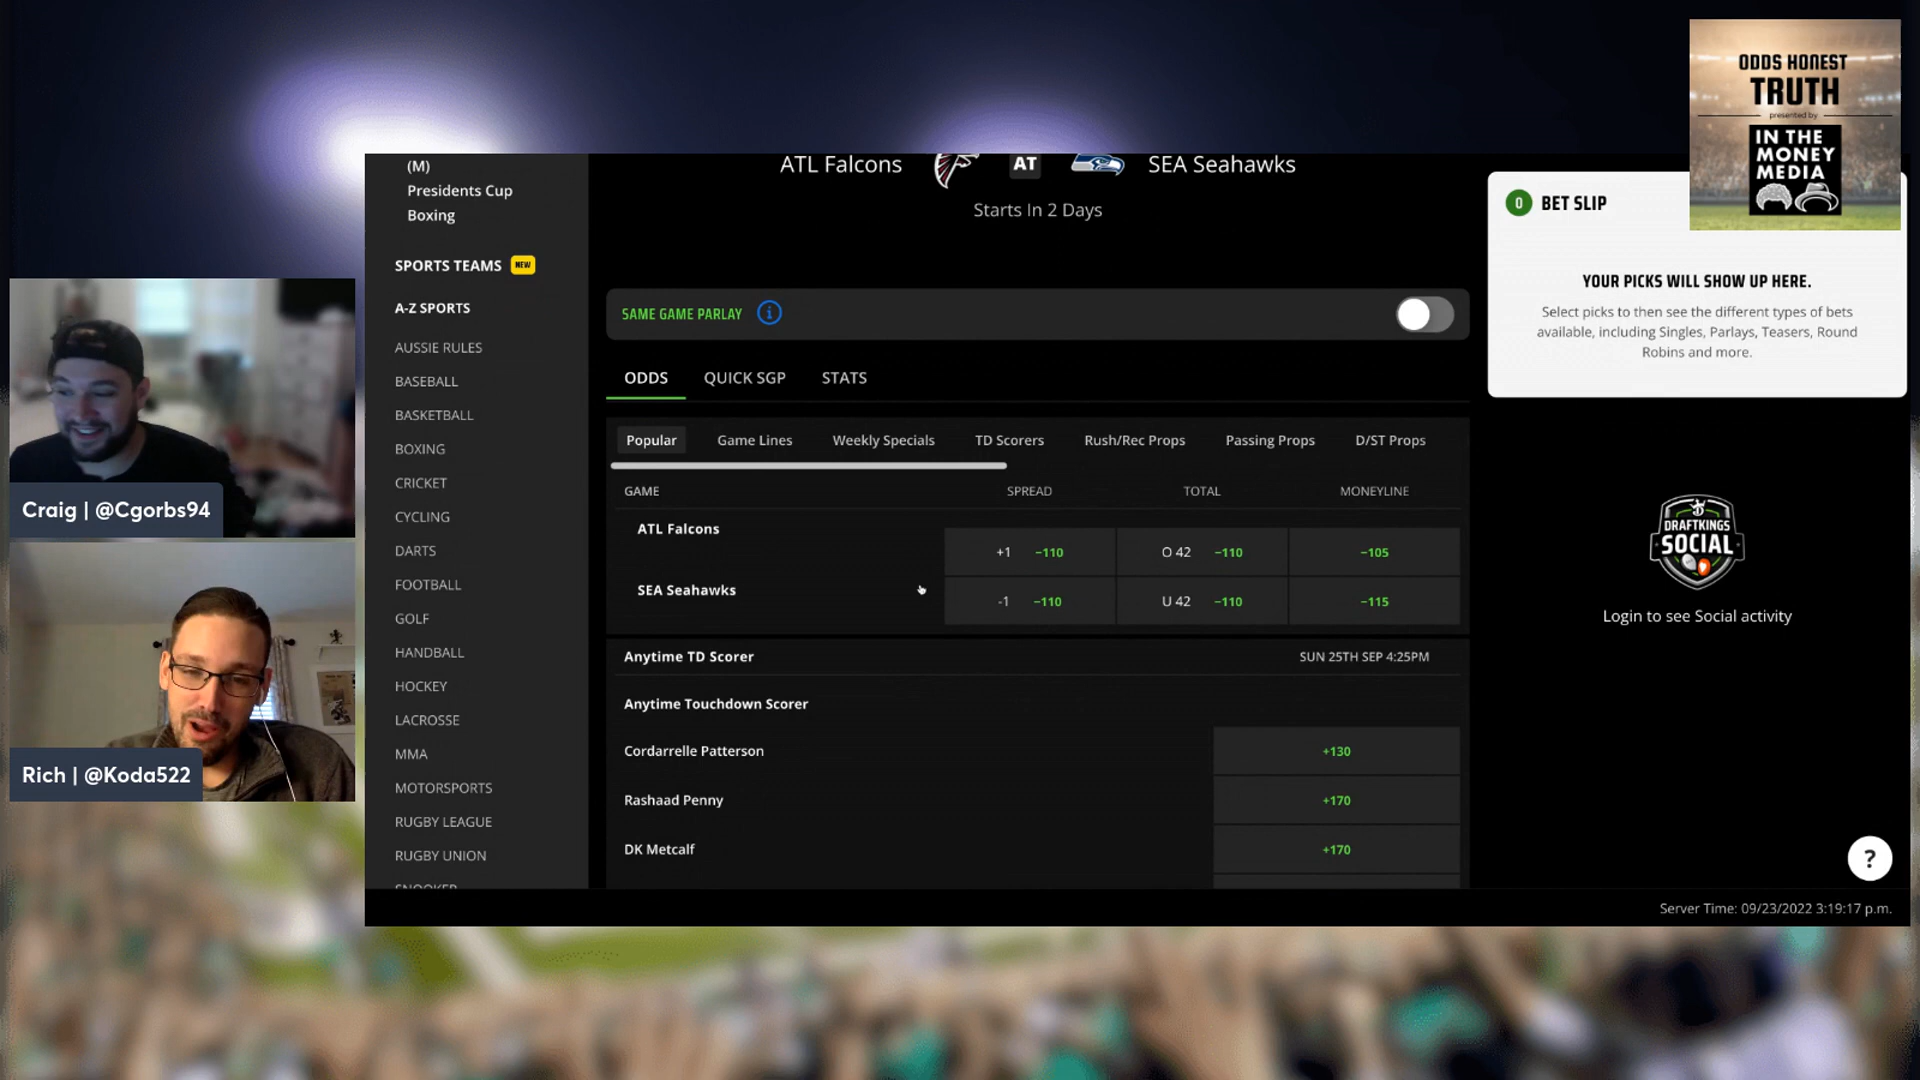 ODDS HONEST
TRUTH
presented by
IN THE
MONEY
MEDIA
(M)
Presidents Cup
Boxing
SPORTS TEAMS NEW
A-Z SPORTS
AUSSIE RULES
BASEBALL
BASKETBALL
BOXING
CRICKET
CYCLING
DARTS
FOOTBALL
GOLF
HANDBALL
HOCKEY
LACROSSE
MMA
MOTORSPORTS
RUGBY LEAGUE
RUGBY UNION
SNOOKER
ATL Falcons AT SEA Seahawks
Starts In 2 Days
SAME GAME PARLAY i
ODDS QUICK SGP STATS
Popular Game Lines Weekly Specials TD Scorers Rush/Rec Props Passing Props D/ST Props
GAME SPREAD TOTAL MONEYLINE
ATL Falcons +1 −110 O 42 −110 −105
SEA Seahawks -1 −110 U 42 −110 −115
Anytime TD Scorer SUN 25TH SEP 4:25PM
Anytime Touchdown Scorer
Cordarrelle Patterson +130
Rashaad Penny +170
DK Metcalf +170
0 BET SLIP
YOUR PICKS WILL SHOW UP HERE.
Select picks to then see the different types of bets
available, including Singles, Parlays, Teasers, Round
Robins and more.
DRAFTKINGS
SOCIAL
Login to see Social activity
?
Server Time: 09/23/2022 3:19:17 p.m.
Craig | @Cgorbs94
Rich | @Koda522